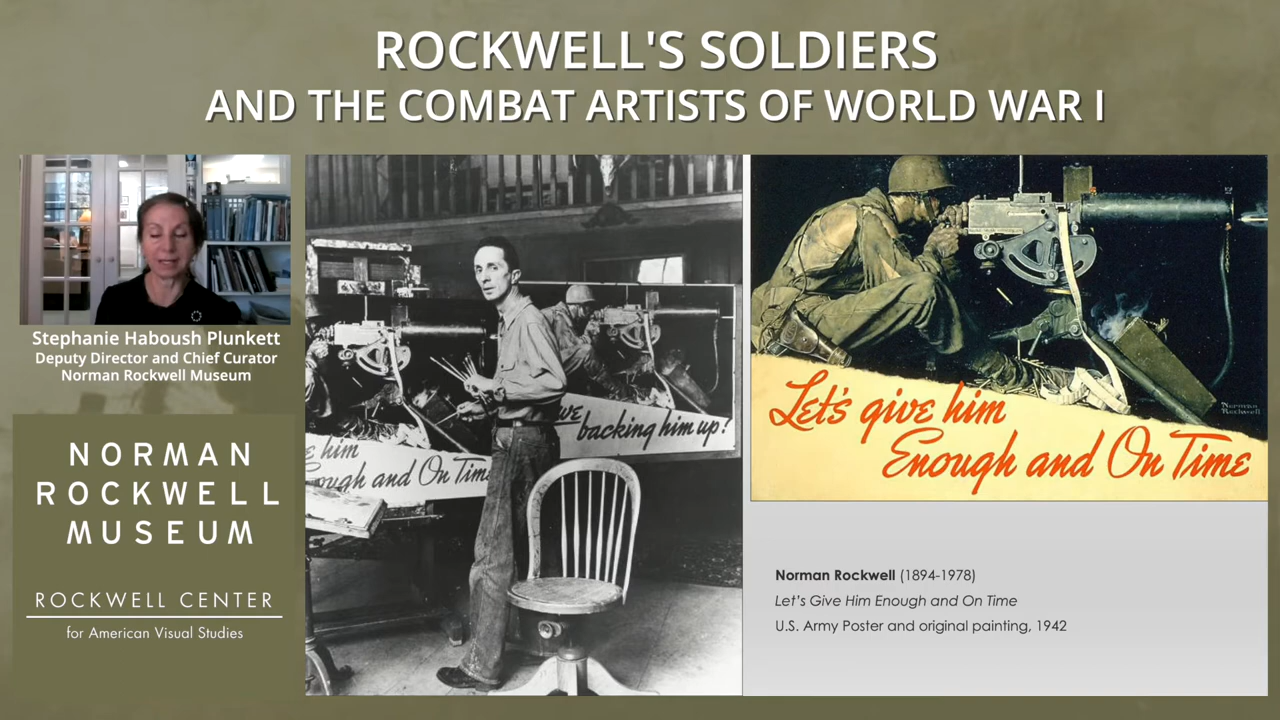 ROCKWELL'S SOLDIERS
AND THE COMBAT ARTISTS OF WORLD WAR I
Stephanie Haboush Plunkett
Deputy Director and Chief Curator
Norman Rockwell Museum
NORMAN
ROCKWELL
MUSEUM
ROCKWELL CENTER
for American Visual Studies
we
backing him up!
him
and On Time
Let's give him
Enough and On Time
Norman
Rockwell
Norman Rockwell (1894-1978)
Let's Give Him Enough and On Time
U.S. Army Poster and original painting, 1942